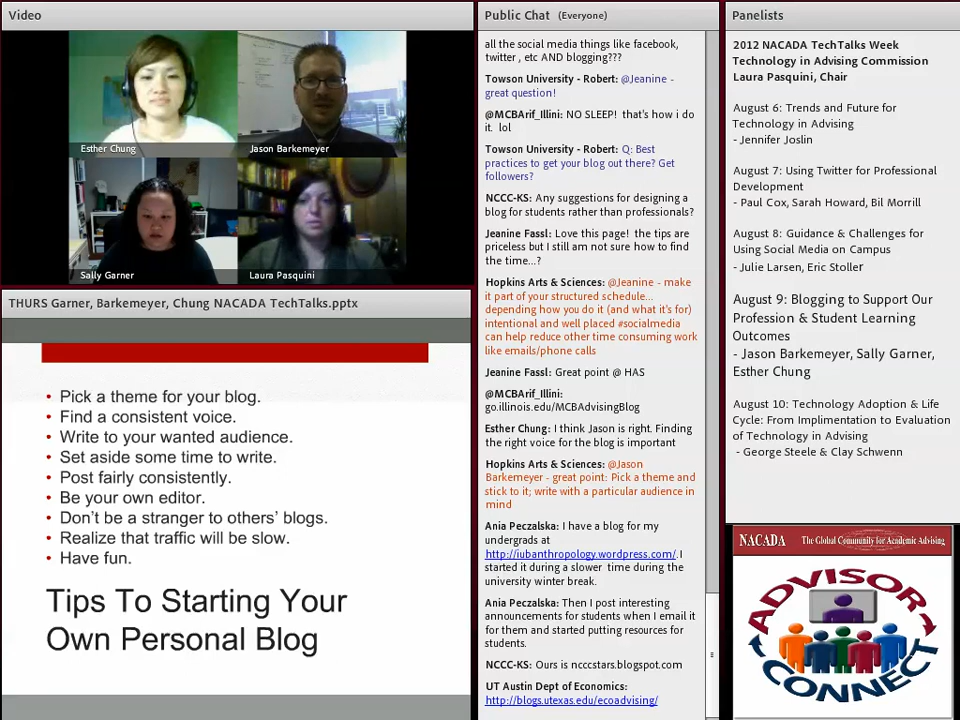 Video
Esther Chung
Jason Barkemeyer
Sally Garner
Laura Pasquini
THURS Garner, Barkemeyer, Chung NACADA TechTalks.pptx
• Pick a theme for your blog.
• Find a consistent voice.
• Write to your wanted audience.
• Set aside some time to write.
• Post fairly consistently.
• Be your own editor.
• Don't be a stranger to others' blogs.
• Realize that traffic will be slow.
• Have fun.
Tips To Starting Your
Own Personal Blog
Public Chat (Everyone)
all the social media things like facebook,
twitter , etc AND blogging???
Towson University - Robert: @Jeanine -
great question!
@MCBArif_Illini: NO SLEEP! that's how i do
it. lol
Towson University - Robert: Q: Best
practices to get your blog out there? Get
followers?
NCCC-KS: Any suggestions for designing a
blog for students rather than professionals?
Jeanine Fassl: Love this page! the tips are
priceless but I still am not sure how to find
the time...?
Hopkins Arts & Sciences: @Jeanine - make
it part of your structured schedule...
depending how you do it (and what it's for)
intentional and well placed #socialmedia
can help reduce other time consuming work
like emails/phone calls
Jeanine Fassl: Great point @ HAS
@MCBArif_Illini:
go.illinois.edu/MCBAdvisingBlog
Esther Chung: I think Jason is right. Finding
the right voice for the blog is important
Hopkins Arts & Sciences: @Jason
Barkemeyer - great point: Pick a theme and
stick to it; write with a particular audience in
mind
Ania Peczalska: I have a blog for my
undergrads at
http://iubanthropology.wordpress.com/. I
started it during a slower time during the
university winter break.
Ania Peczalska: Then I post interesting
announcements for students when I email it
for them and started putting resources for
students.
NCCC-KS: Ours is ncccstars.blogspot.com
UT Austin Dept of Economics:
http://blogs.utexas.edu/ecoadvising/
Panelists
2012 NACADA TechTalks Week
Technology in Advising Commission
Laura Pasquini, Chair
August 6: Trends and Future for
Technology in Advising
- Jennifer Joslin
August 7: Using Twitter for Professional
Development
- Paul Cox, Sarah Howard, Bil Morrill
August 8: Guidance & Challenges for
Using Social Media on Campus
- Julie Larsen, Eric Stoller
August 9: Blogging to Support Our
Profession & Student Learning
Outcomes
- Jason Barkemeyer, Sally Garner,
Esther Chung
August 10: Technology Adoption & Life
Cycle: From Implimentation to Evaluation
of Technology in Advising
- George Steele & Clay Schwenn
NACADA The Global Community for Academic Advising
ADVISOR
CONNECT